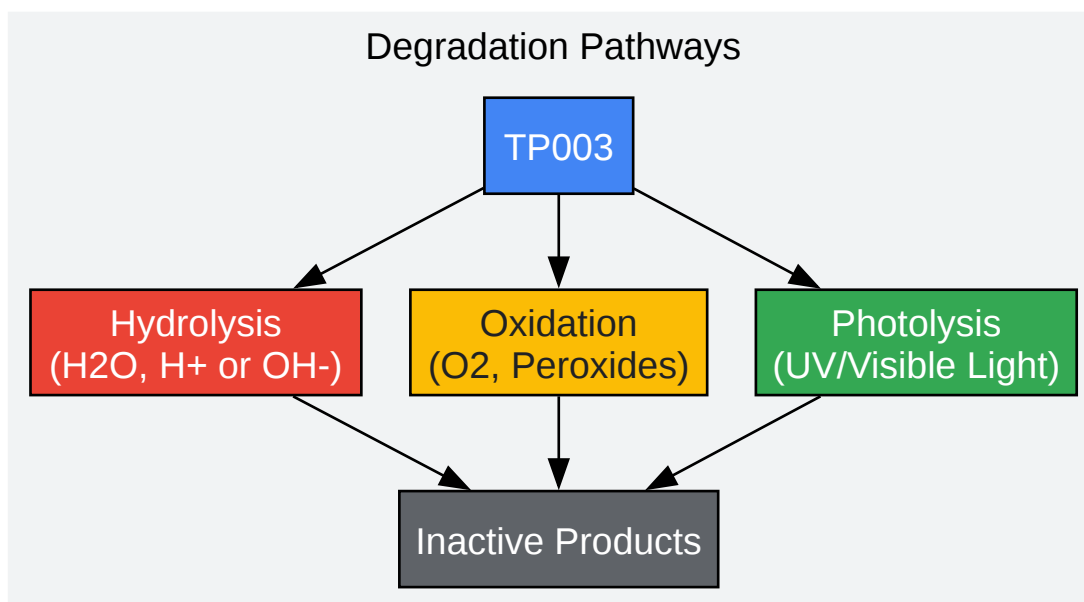 Degradation Pathways
TP003
Hydrolysis
(H2O, H+ or OH-)
Oxidation
(O2, Peroxides)
Photolysis
(UV/Visible Light)
Inactive Products